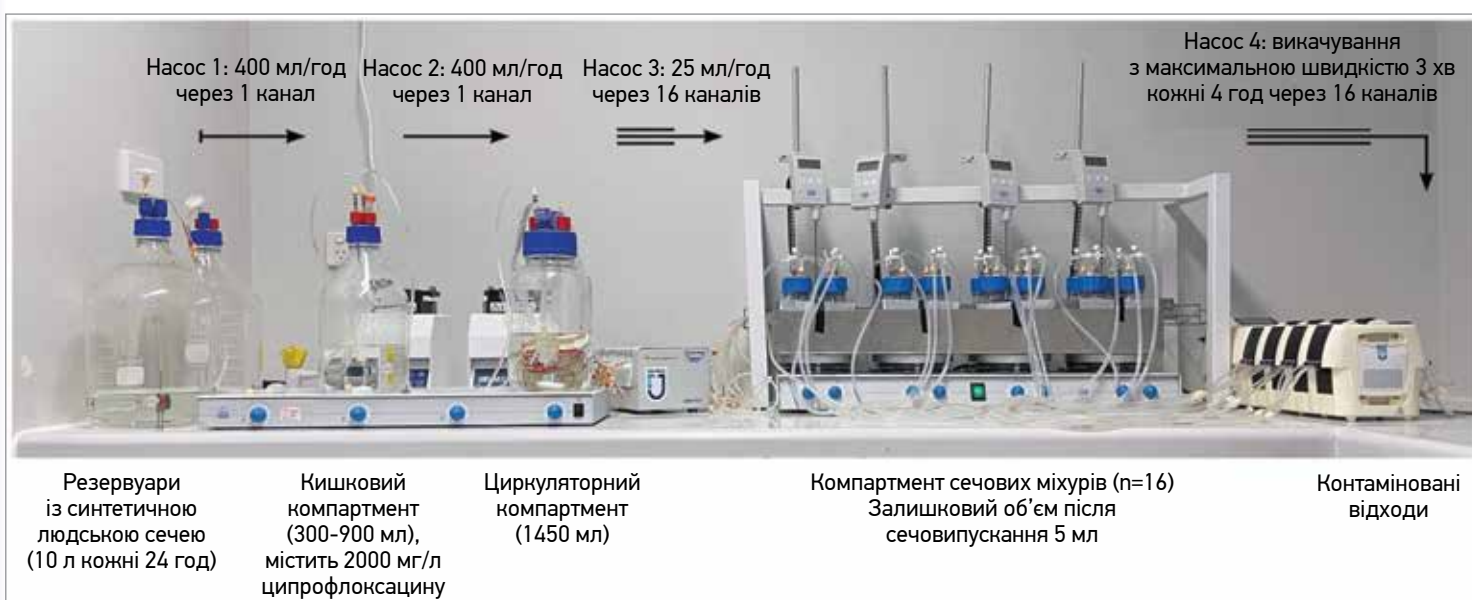 Насос 1: 400 мл/год
через 1 канал
Насос 2: 400 мл/год
через 1 канал
Насос 3: 25 мл/год
через 16 каналів
Насос 4: викачування
з максимальною швидкістю 3 хв
кожні 4 год через 16 каналів
Резервуари
із синтетичною
людською сечею
(10 л кожні 24 год)
Кишковий
компартмент
(300-900 мл),
містить 2000 мг/л
ципрофлоксацину
Циркуляторний
компартмент
(1450 мл)
Компартмент сечових міхурів (n=16)
Залишковий об’єм після
сечовипускання 5 мл
Контаміновані
відходи